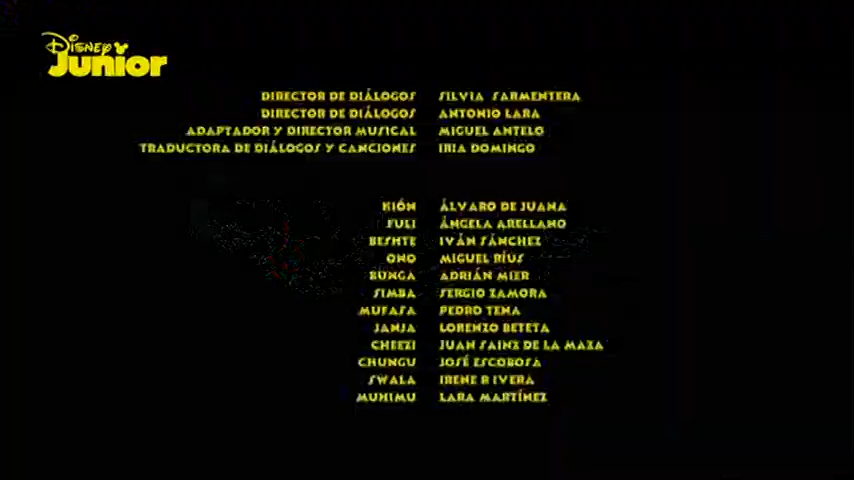 Disney
Junior
DIRECTOR DE DIÁLOGOS SILVIA SARMENTERA
DIRECTOR DE DIÁLOGOS ANTONIO LARA
ADAPTADOR Y DIRECTOR MUSICAL MIGUEL ANTELO
TRADUCTORA DE DIÁLOGOS Y CANCIONES IRIA DOMINGO
KIÓN ÁLVARO DE JUANA
FULI ÁNGELA ARELLANO
BESHTE IVÁN SÁNCHEZ
ONO MIGUEL RÍUS
BUNGA ADRIÁN MIER
SIMBA SERGIO ZAMORA
MUFASA PEDRO TENA
JANJA LORENZO BETETA
CHEEZI JUAN SAINZ DE LA MAZA
CHUNGU JOSÉ ESCOBOSA
SWALA IRENE RIVERA
MUHIMU LARA MARTÍNEZ